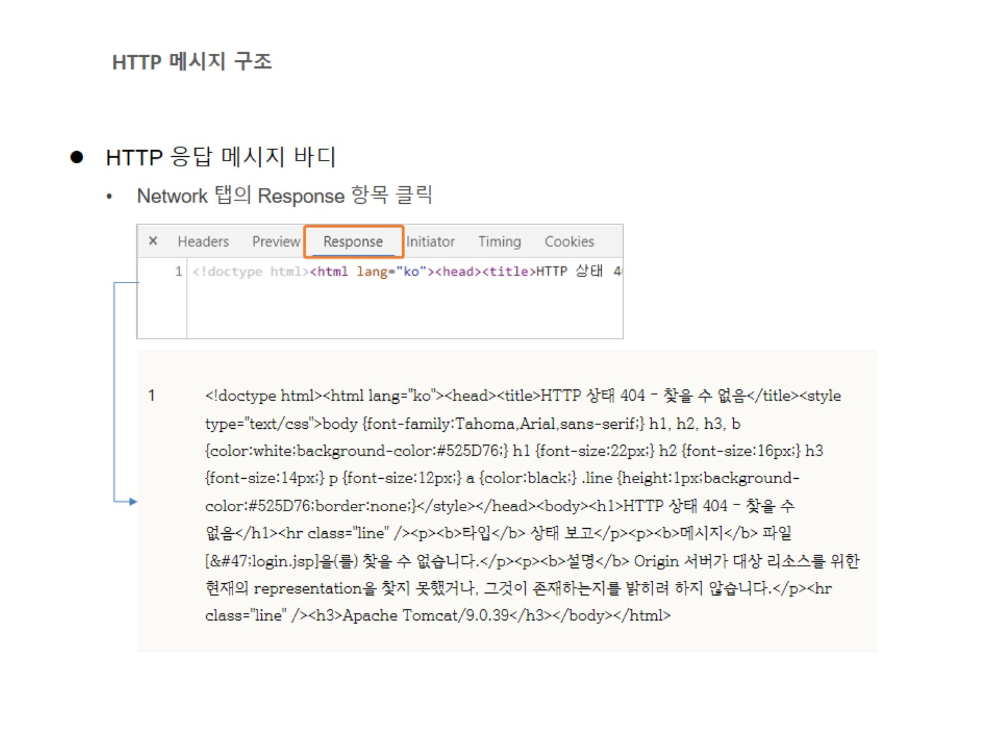 HTTP 메시지 구조
● HTTP 응답 메시지 바디
• Network 탭의 Response 항목 클릭
× Headers Preview Response Initiator Timing Cookies
1 <!doctype html><html lang="ko"><head><title>HTTP 상태 4
1 <!doctype html><html lang="ko"><head><title>HTTP 상태 404 - 찾을 수 없음</title><style
type="text/css">body {font-family:Tahoma,Arial,sans-serif;} h1, h2, h3, b
{color:white;background-color:#525D76;} h1 {font-size:22px;} h2 {font-size:16px;} h3
{font-size:14px;} p {font-size:12px;} a {color:black;} .line {height:1px;background-
color:#525D76;border:none;}</style></head><body><h1>HTTP 상태 404 - 찾을 수
없음</h1><hr class="line" /><p><b>타입</b> 상태 보고</p><p><b>메시지</b> 파일
[&#47;login.jsp]을(를) 찾을 수 없습니다.</p><p><b>설명</b> Origin 서버가 대상 리소스를 위한
현재의 representation을 찾지 못했거나, 그것이 존재하는지를 밝히려 하지 않습니다.</p><hr
class="line" /><h3>Apache Tomcat/9.0.39</h3></body></html>